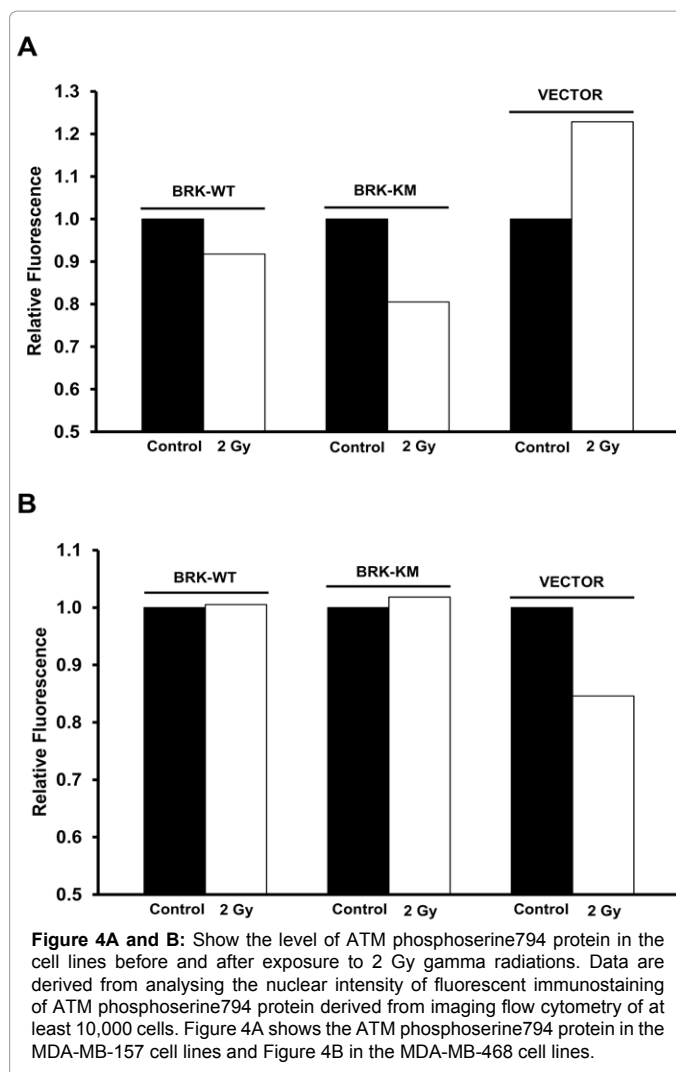 A
1.3
1.2
1.1
1.0
0.9
0.8
0.7
0.6
0.5
Relative Fluorescence
BRK-WT
BRK-KM
VECTOR
Control 2 Gy Control 2 Gy Control 2 Gy
B
1.1
1.0
0.9
0.8
0.7
0.6
0.5
Relative Fluorescence
BRK-WT
BRK-KM
VECTOR
Control 2 Gy Control 2 Gy Control 2 Gy
Figure 4A and B: Show the level of ATM phosphoserine794 protein in the
cell lines before and after exposure to 2 Gy gamma radiations. Data are
derived from analysing the nuclear intensity of fluorescent immunostaining
of ATM phosphoserine794 protein derived from imaging flow cytometry of at
least 10,000 cells. Figure 4A shows the ATM phosphoserine794 protein in the
MDA-MB-157 cell lines and Figure 4B in the MDA-MB-468 cell lines.